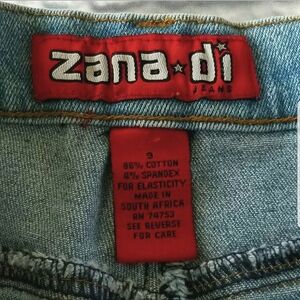 zana★di
JEANS
9
96% COTTON
4% SPANDEX
FOR ELASTICITY
MADE IN
SOUTH AFRICA
RN 74753
SEE REVERSE
FOR CARE